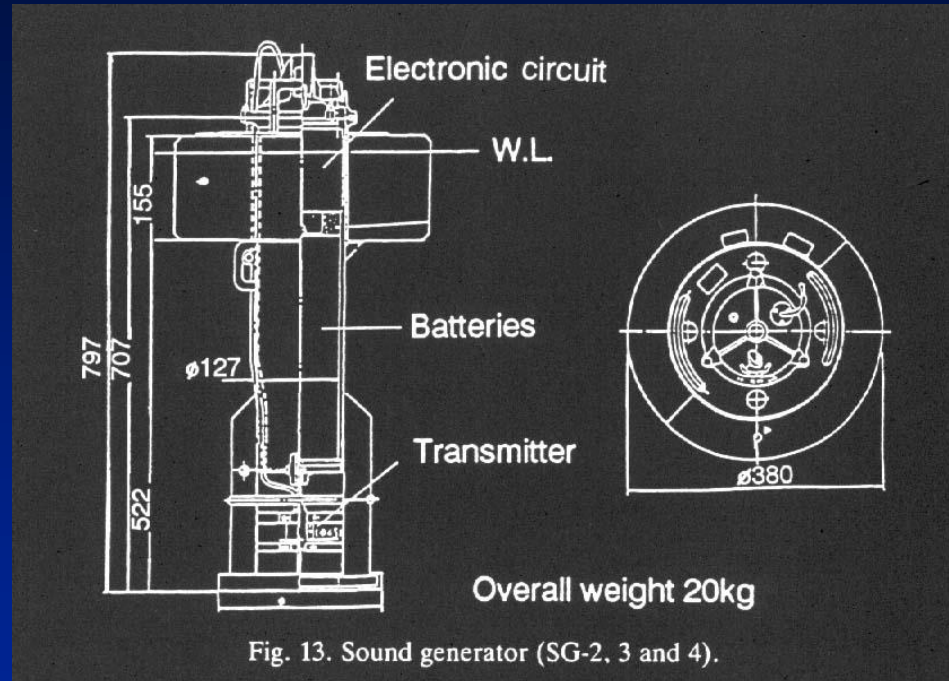 Electronic circuit
W.L.
155
797
707
Batteries
ø127
Transmitter
ø380
522
Overall weight 20kg
Fig. 13. Sound generator (SG-2, 3 and 4).